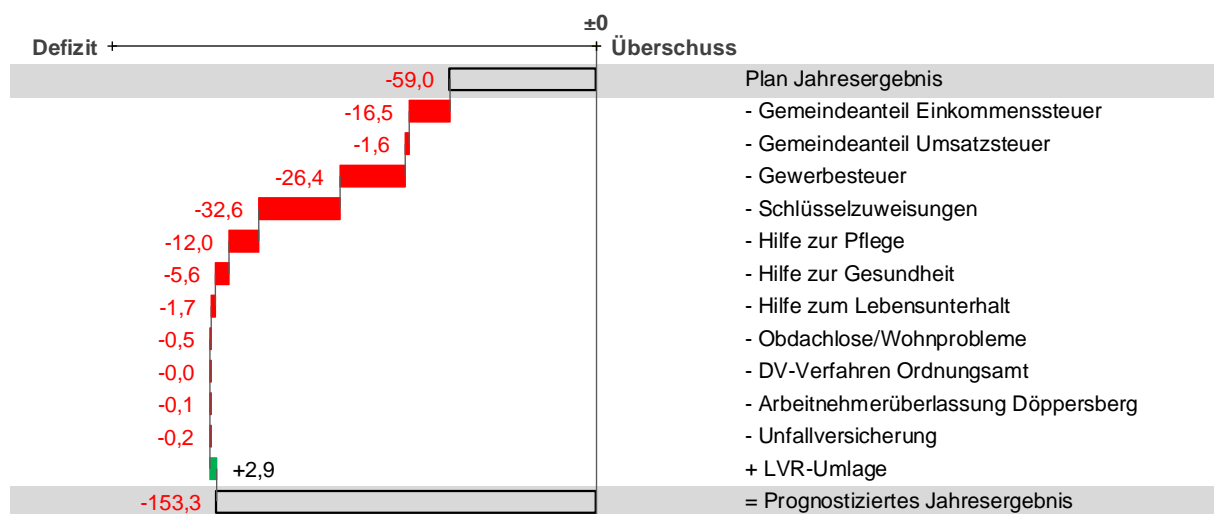 ±0
Defizit Überschuss
-59,0 Plan Jahresergebnis
-16,5 - Gemeindeanteil Einkommenssteuer
-1,6 - Gemeindeanteil Umsatzsteuer
-26,4 - Gewerbesteuer
-32,6 - Schlüsselzuweisungen
-12,0 - Hilfe zur Pflege
-5,6 - Hilfe zur Gesundheit
-1,7 - Hilfe zum Lebensunterhalt
-0,5 - Obdachlose/Wohnprobleme
-0,0 - DV-Verfahren Ordnungsamt
-0,1 - Arbeitnehmerüberlassung Döppersberg
-0,2 - Unfallversicherung
+2,9 + LVR-Umlage
-153,3 = Prognostiziertes Jahresergebnis